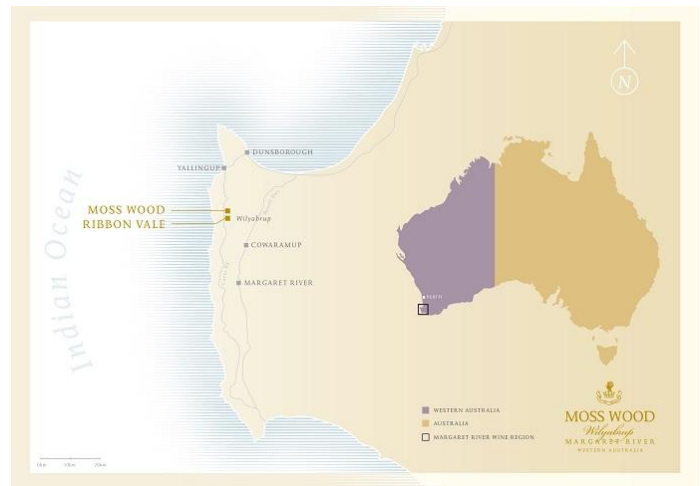 N
DUNSBOROUGH
YALLINGUP
MOSS WOOD
RIBBON VALE
Wilyabrup
Indian Ocean
COWARAMUP
MARGARET RIVER
PERTH
WESTERN AUSTRALIA
AUSTRALIA
MARGARET RIVER WINE REGION
MOSS WOOD
Wilyabrup
MARGARET RIVER
WESTERN AUSTRALIA